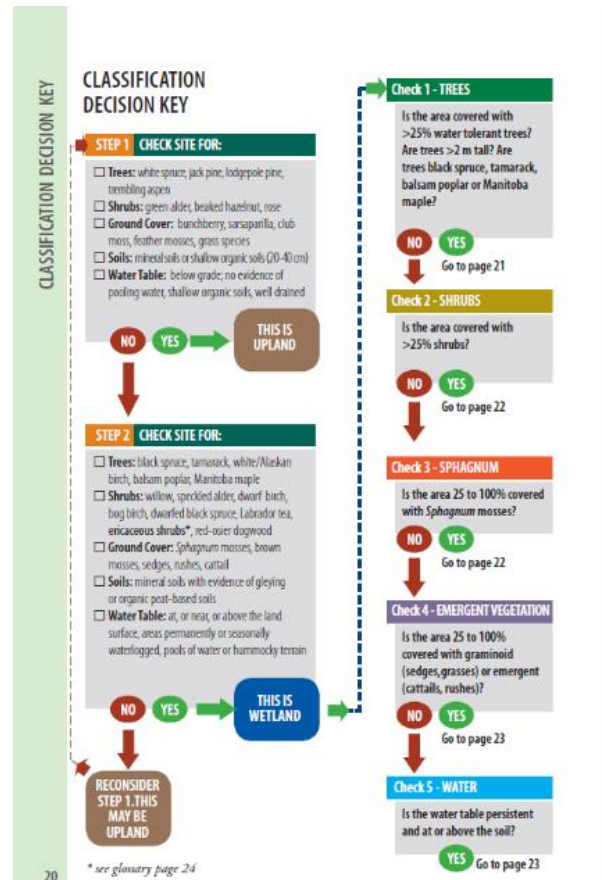 CLASSIFICATION DECISION KEY
CLASSIFICATION
DECISION KEY
STEP 1 CHECK SITE FOR:
☐ Trees: white spruce, jack pine, lodgepole pine,
trembling aspen
☐ Shrubs: green alder, beaked hazelnut, rose
☐ Ground Cover: bunchberry, sarsaparilla, club
moss, feather mosses, grass species
☐ Soils: mineral soils or shallow organic soils (20-40 cm)
☐ Water Table: below grade; no evidence of
pooling water, shallow organic soils, well drained
NO YES
THIS IS
UPLAND
STEP 2 CHECK SITE FOR:
☐ Trees: black spruce, tamarack, white/Alaskan
birch, balsam poplar, Manitoba maple
☐ Shrubs: willow, speckled alder, dwarf birch,
bog birch, dwarfed black spruce, Labrador tea,
ericaceous shrubs*, red-osier dogwood
☐ Ground Cover: Sphagnum mosses, brown
mosses, sedges, rushes, cattail
☐ Soils: mineral soils with evidence of gleying
or organic peat-based soils
☐ Water Table: at, or near, or above the land
surface, areas permanently or seasonally
waterlogged, pools of water or hummocky terrain
NO YES
THIS IS
WETLAND
RECONSIDER
STEP 1.THIS
MAY BE
UPLAND
* see glossary page 24
20
Check 1 - TREES
Is the area covered with
>25% water tolerant trees?
Are trees >2 m tall? Are
trees black spruce, tamarack,
balsam poplar or Manitoba
maple?
NO YES
Go to page 21
Check 2 - SHRUBS
Is the area covered with
>25% shrubs?
NO YES
Go to page 22
Check 3 - SPHAGNUM
Is the area 25 to 100% covered
with Sphagnum mosses?
NO YES
Go to page 22
Check 4 - EMERGENT VEGETATION
Is the area 25 to 100%
covered with graminoid
(sedges,grasses) or emergent
(cattails, rushes)?
NO YES
Go to page 23
Check 5 - WATER
Is the water table persistent
and at or above the soil?
YES Go to page 23